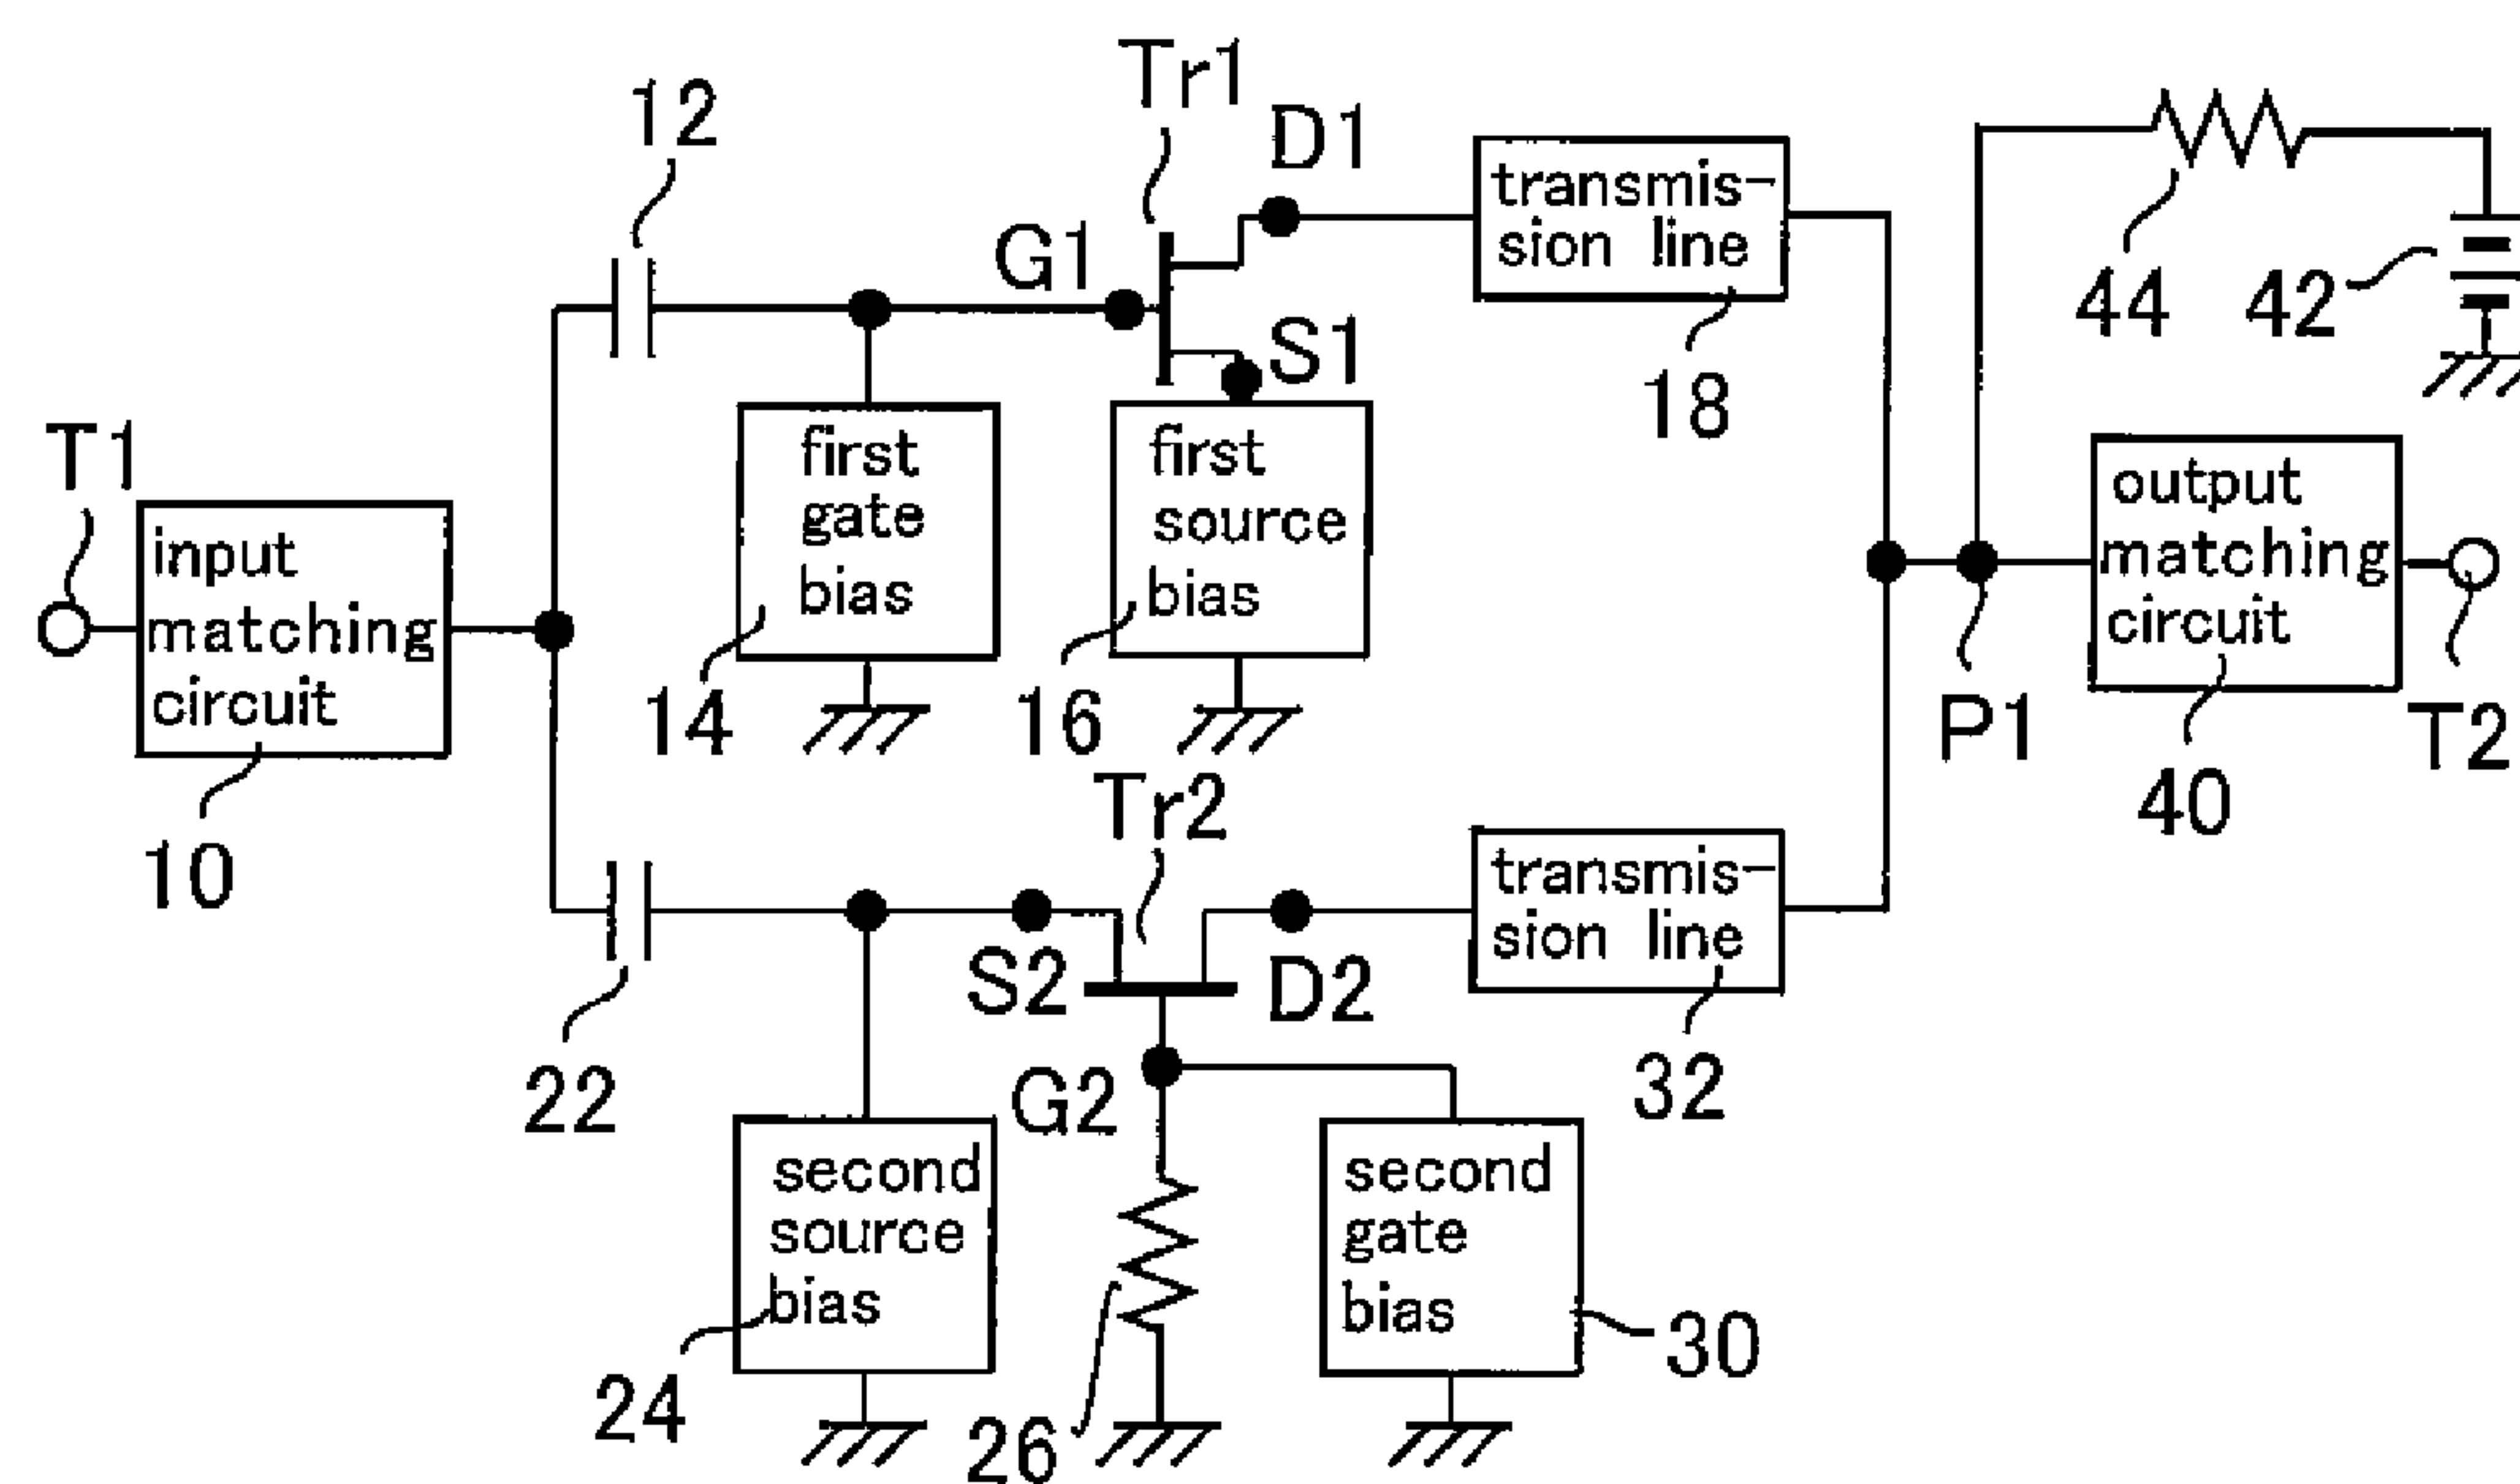 Tr1
12
D1
transmis-
sion line
G1
44
42
S1
18
T1
first
gate
bias
first
source
bias
input
matching
circuit
output
matching
circuit
14
16
P1
T2
10
Tr2
40
transmis-
sion line
S2
D2
22
G2
32
second
source
bias
second
gate
bias
24
26
30